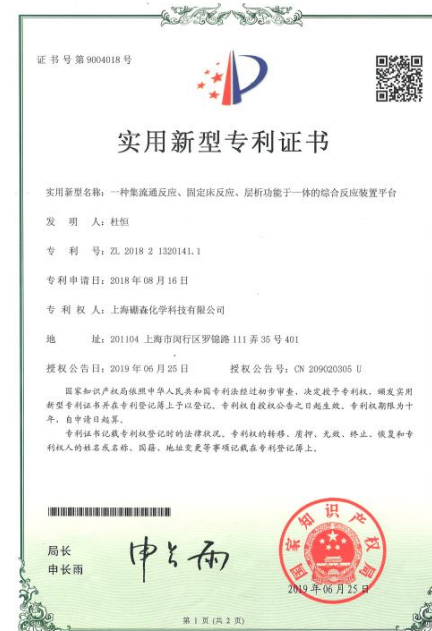 证书号第9004018号
实用新型专利证书
实用新型名称：一种集流通反应、固定床反应、层析功能于一体的综合反应装置平台
发明人：杜恒
专利号：ZL 2018 2 1320141.1
专利申请日：2018年08月16日
专利权人：上海硼森化学科技有限公司
地址：201104 上海市闵行区罗锦路111弄35号401
授权公告日：2019年06月25日 授权公告号：CN 209020305 U
国家知识产权局依照中华人民共和国专利法经过初步审查，决定授予专利权，颁发实用
新型专利证书并在专利登记簿上予以登记。专利权自授权公告之日起生效。专利权期限为十
年，自申请日起算。
专利证书记载专利权登记时的法律状况。专利权的转移、质押、无效、终止、恢复和专
利权人的姓名或名称、国籍、地址变更等事项记载在专利登记簿上。
局长
申长雨
申长雨
国家知识产权局
2019年06月25日
第1页（共2页）